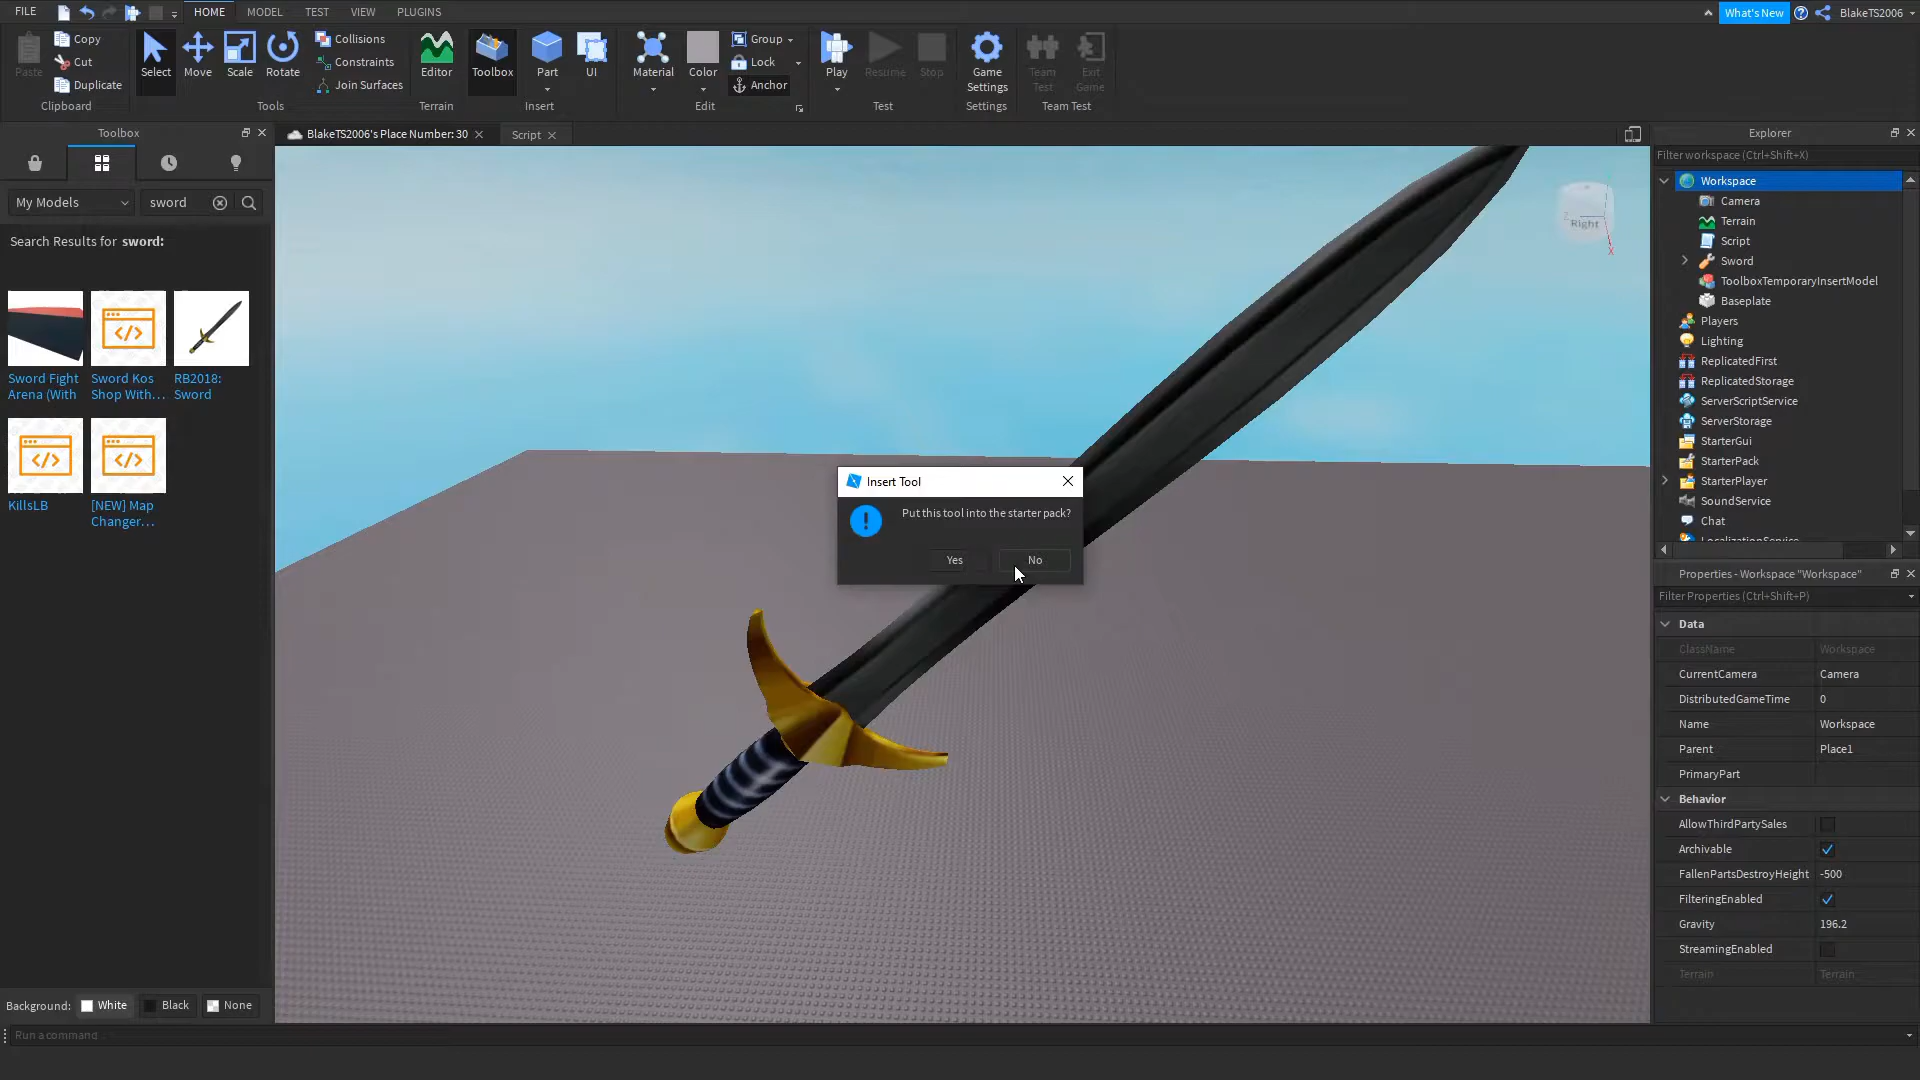 FILE
HOME
MODEL
TEST
VIEW
PLUGINS
What's New
BlakeTS2006
Paste
Copy
Cut
Duplicate
Clipboard
Select
Move
Scale
Rotate
Collisions
Constraints
Join Surfaces
Tools
Editor
Terrain
Toolbox
Part
UI
Insert
Material
Color
Group
Lock
Anchor
Edit
Play
Resume
Stop
Test
Game
Settings
Settings
Team
Test
Exit
Game
Team Test
Toolbox
My Models
sword
Search Results for sword:
Sword Fight
Arena (With
Sword Kos
Shop With...
RB2018:
Sword
KillsLB
[NEW] Map
Changer...
Background:
White
Black
None
Run a command
BlakeTS2006's Place Number: 30
Script
Right
Z
X
Insert Tool
Put this tool into the starter pack?
Yes
No
Explorer
Filter workspace (Ctrl+Shift+X)
Workspace
Camera
Terrain
Script
Sword
ToolboxTemporaryInsertModel
Baseplate
Players
Lighting
ReplicatedFirst
ReplicatedStorage
ServerScriptService
ServerStorage
StarterGui
StarterPack
StarterPlayer
SoundService
Chat
LocalizationService
Properties - Workspace "Workspace"
Filter Properties (Ctrl+Shift+P)
Data
ClassName Workspace
CurrentCamera Camera
DistributedGameTime 0
Name Workspace
Parent Place1
PrimaryPart
Behavior
AllowThirdPartySales
Archivable
FallenPartsDestroyHeight -500
FilteringEnabled
Gravity 196.2
StreamingEnabled
Terrain Terrain